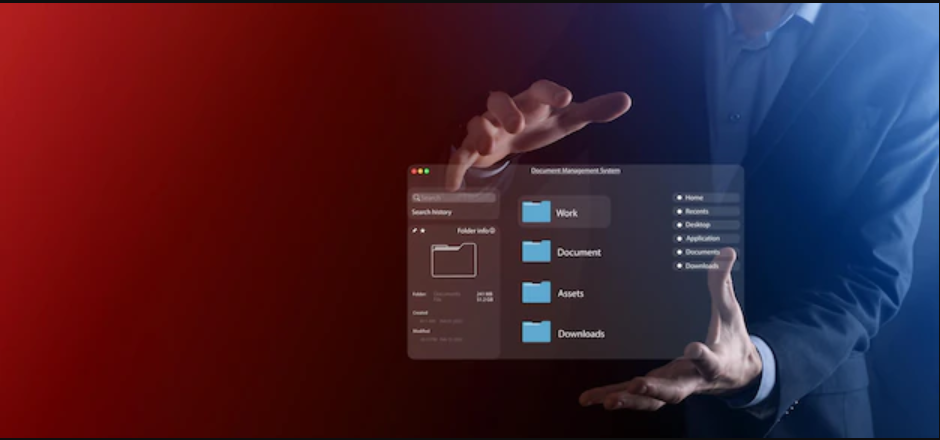 Document Management System
Search
Search history
Folder info
Folder
Created
Modified
Work
Document
Assets
Downloads
Home
Recents
Desktop
Application
Documents
Downloads